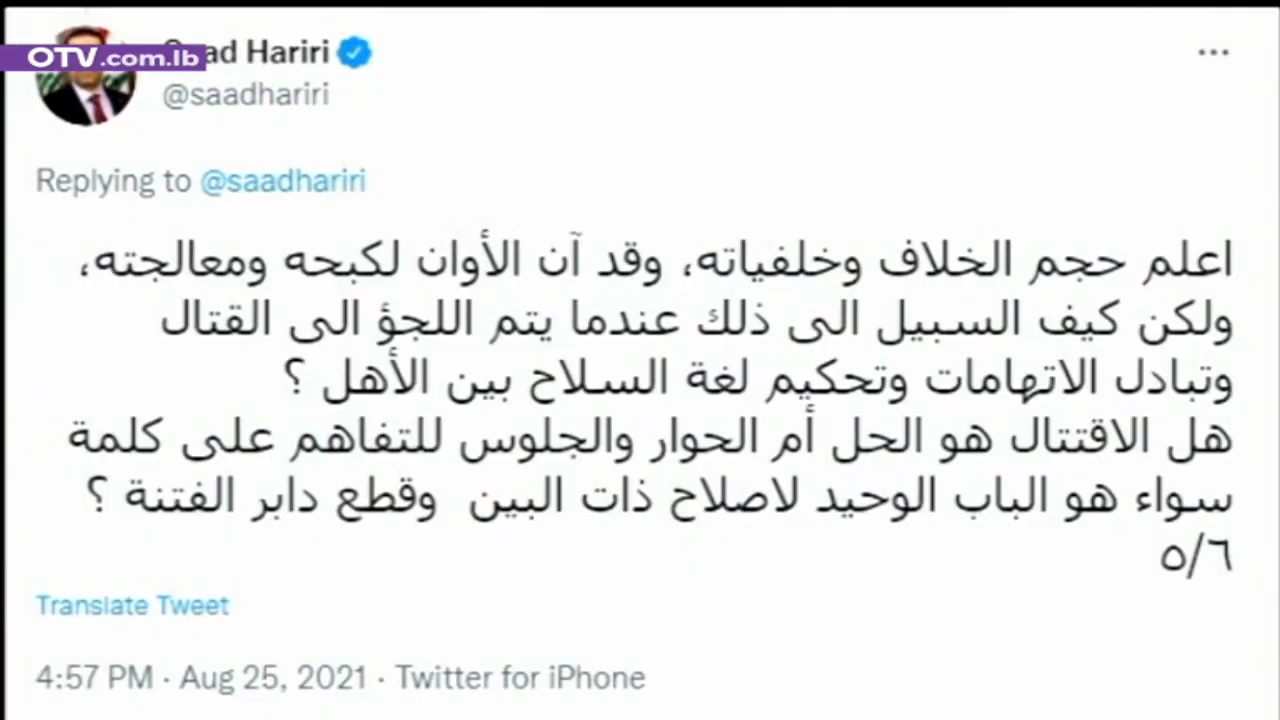 OTV.com.lb
Hariri
@saadhariri
Replying to @saadhariri
اعلم حجم الخلاف وخلفياته، وقد آن الأوان لكبحه ومعالجته،
ولكن كيف السبيل الى ذلك عندما يتم اللجؤ الى القتال
وتبادل الاتهامات وتحكيم لغة السلاح بين الأهل ؟
هل الاقتتال هو الحل أم الحوار والجلوس للتفاهم على كلمة
سواء هو الباب الوحيد لاصلاح ذات البين وقطع دابر الفتنة ؟
٥/٦
Translate Tweet
4:57 PM · Aug 25, 2021 · Twitter for iPhone